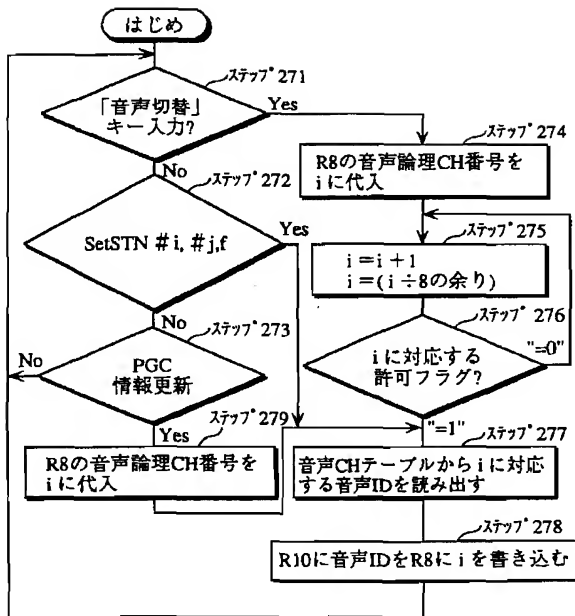 はじめ
ステップ271
「音声切替」
キー入力?
Yes
ステップ274
No
ステップ272
R8の音声論理CH番号を
iに代入
SetSTN #i, #j,f
Yes
ステップ275
i=i+1
i=(i÷8の余り)
No
ステップ273
ステップ276
No
PGC
情報更新
iに対応する
許可フラグ?
"=0"
Yes
ステップ279
"=1"
ステップ277
R8の音声論理CH番号を
iに代入
音声CHテーブルからiに対応
する音声IDを読み出す
ステップ278
R10に音声IDをR8にiを書き込む